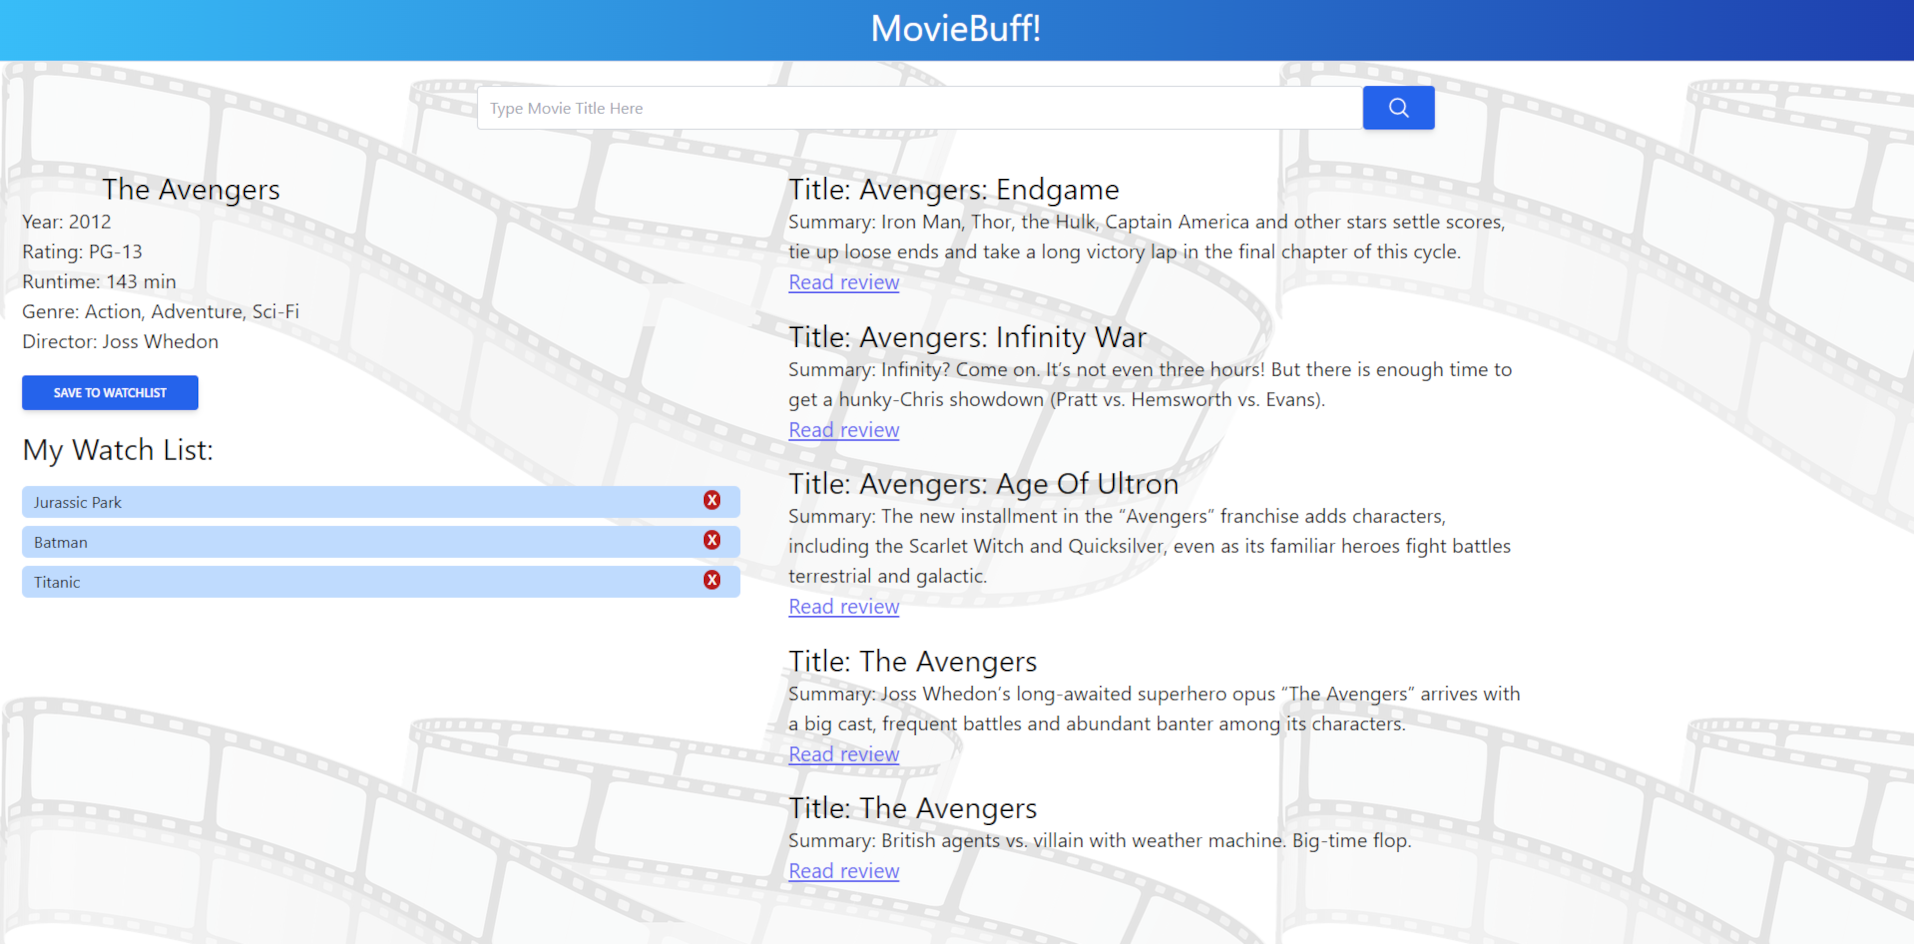 MovieBuff!
Type Movie Title Here
The Avengers
Year: 2012
Rating: PG-13
Runtime: 143 min
Genre: Action, Adventure, Sci-Fi
Director: Joss Whedon
SAVE TO WATCHLIST
My Watch List:
Jurassic Park
X
Batman
X
Titanic
X
Title: Avengers: Endgame
Summary: Iron Man, Thor, the Hulk, Captain America and other stars settle scores,
tie up loose ends and take a long victory lap in the final chapter of this cycle.
Read review
Title: Avengers: Infinity War
Summary: Infinity? Come on. It’s not even three hours! But there is enough time to
get a hunky-Chris showdown (Pratt vs. Hemsworth vs. Evans).
Read review
Title: Avengers: Age Of Ultron
Summary: The new installment in the “Avengers” franchise adds characters,
including the Scarlet Witch and Quicksilver, even as its familiar heroes fight battles
terrestrial and galactic.
Read review
Title: The Avengers
Summary: Joss Whedon’s long-awaited superhero opus “The Avengers” arrives with
a big cast, frequent battles and abundant banter among its characters.
Read review
Title: The Avengers
Summary: British agents vs. villain with weather machine. Big-time flop.
Read review